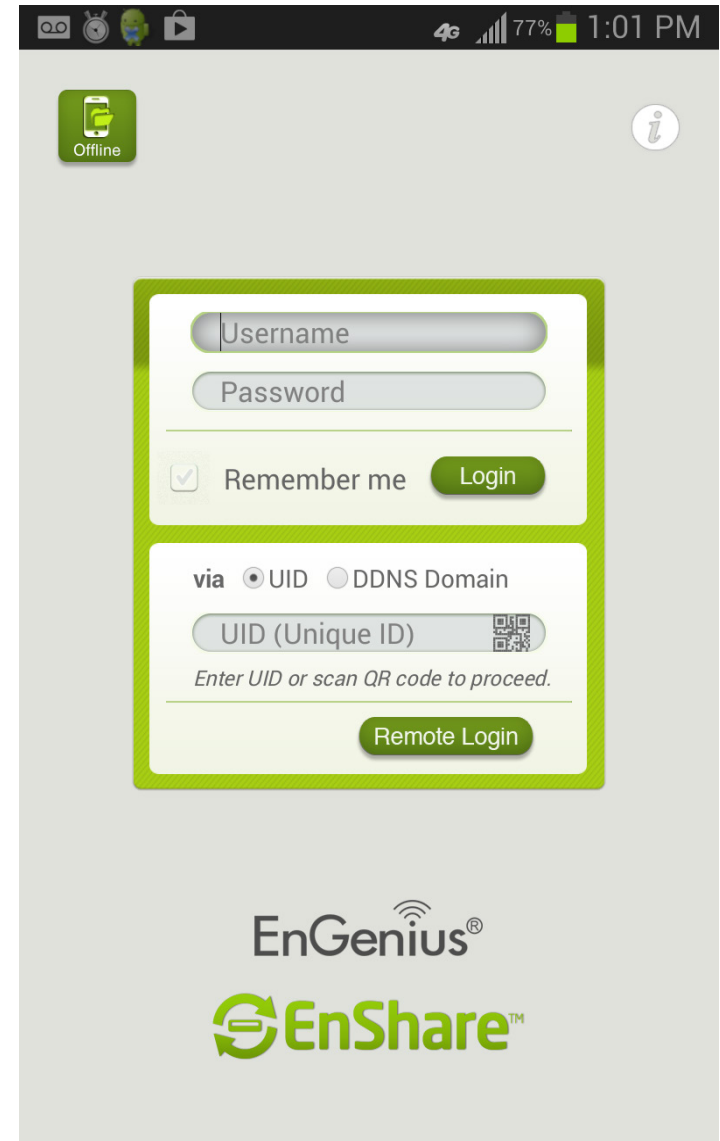 4G 77% 1:01 PM
Offline
i
Username
Password
Remember me Login
via UID DDNS Domain
UID (Unique ID)
Enter UID or scan QR code to proceed.
Remote Login
EnGenius®
EnShare™